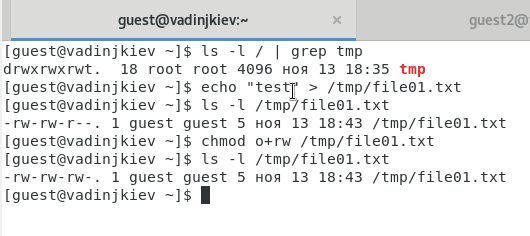 guest@vadinjkiev:~ × guest2@
[guest@vadinjkiev ~]$ ls -l / | grep tmp
drwxrwxrwt.  18 root root 4096 ноя 13 18:35 tmp
[guest@vadinjkiev ~]$ echo "test" > /tmp/file01.txt
[guest@vadinjkiev ~]$ ls -l /tmp/file01.txt
-rw-rw-r--. 1 guest guest 5 ноя 13 18:43 /tmp/file01.txt
[guest@vadinjkiev ~]$ chmod o+rw /tmp/file01.txt
[guest@vadinjkiev ~]$ ls -l /tmp/file01.txt
-rw-rw-rw-. 1 guest guest 5 ноя 13 18:43 /tmp/file01.txt
[guest@vadinjkiev ~]$